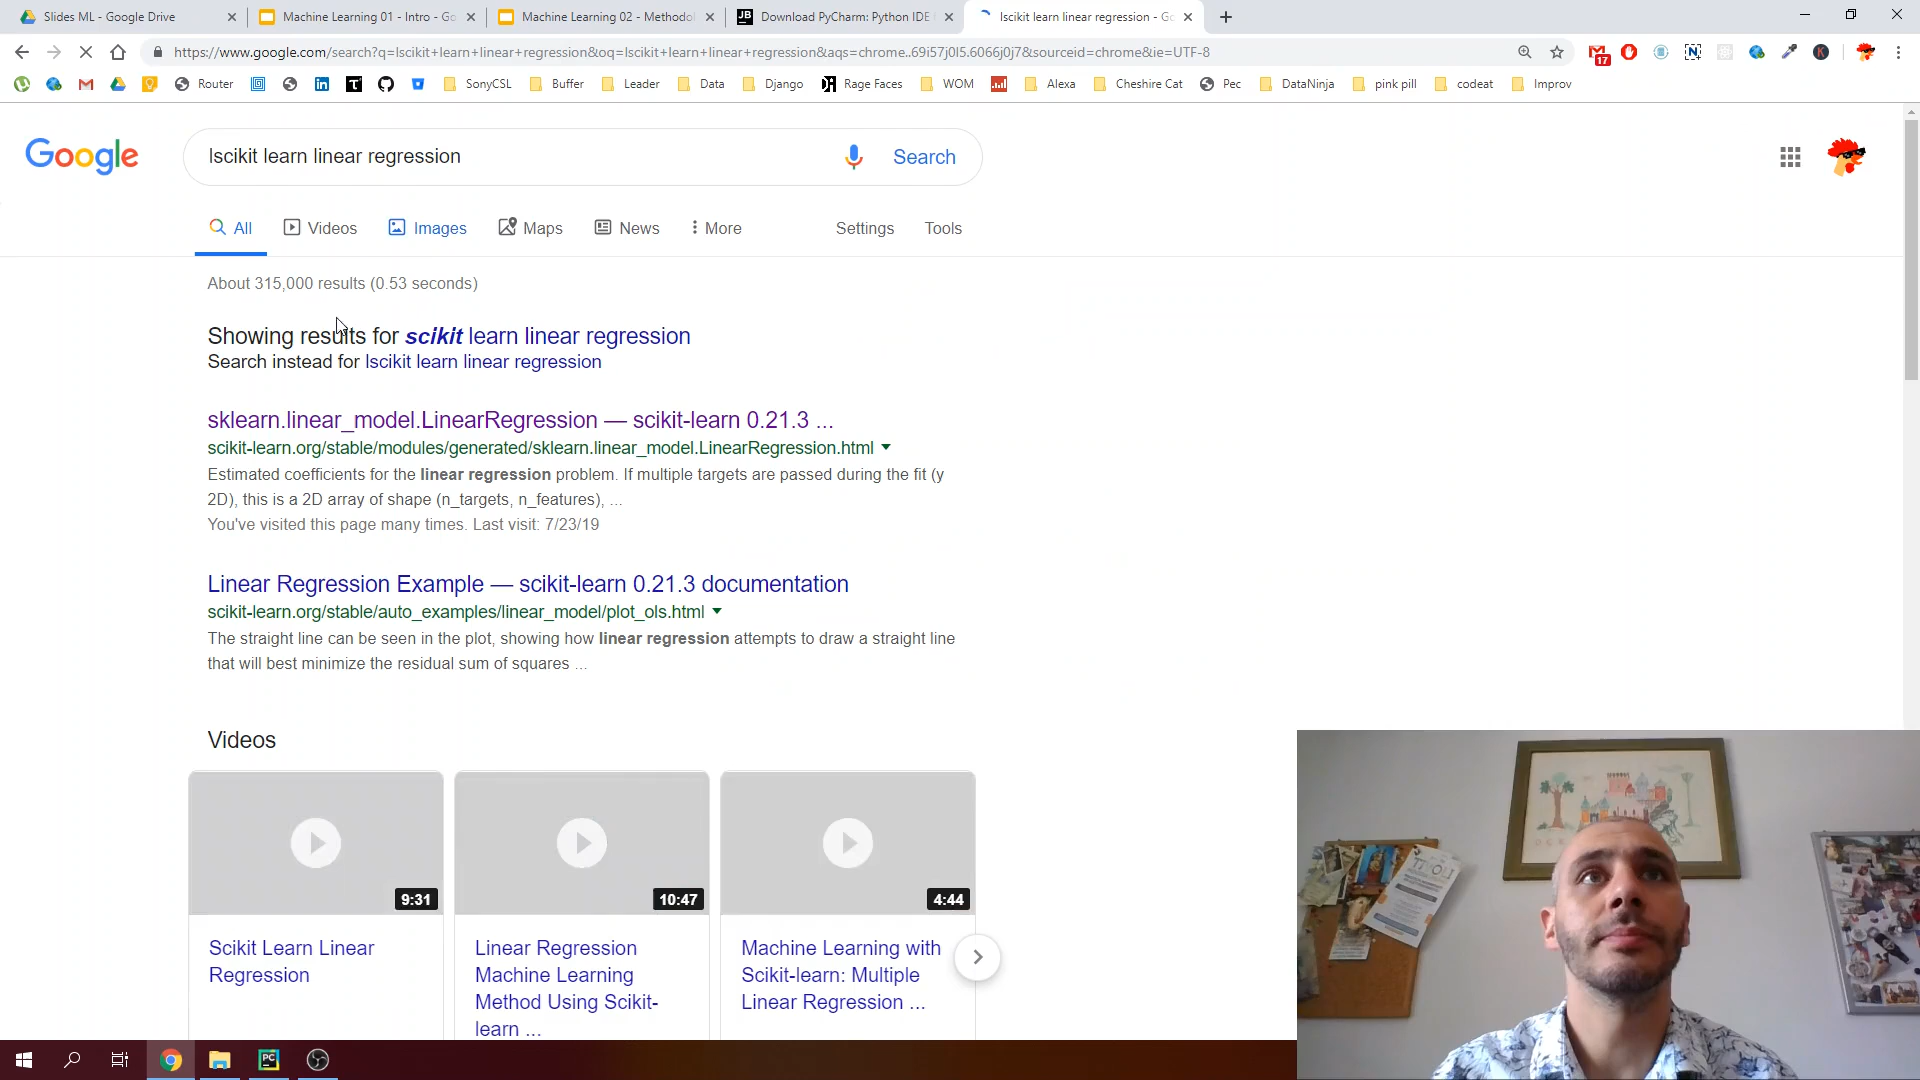 Slides ML - Google Drive
Machine Learning 01 - Intro - Go
Machine Learning 02 - Methodol
Download PyCharm: Python IDE
lscikit learn linear regression - Go
https://www.google.com/search?q=lscikit+learn+linear+regression&oq=lscikit+learn+linear+regression&aqs=chrome..69i57j0l5.6066j0j7&sourceid=chrome&ie=UTF-8
17
Router
SonyCSL
Buffer
Leader
Data
Django
Rage Faces
WOM
Alexa
Cheshire Cat
Pec
DataNinja
pink pill
codeat
Improv
Google
lscikit learn linear regression
Search
All
Videos
Images
Maps
News
More
Settings
Tools
About 315,000 results (0.53 seconds)
Showing results for scikit learn linear regression
Search instead for lscikit learn linear regression
sklearn.linear_model.LinearRegression — scikit-learn 0.21.3 ...
scikit-learn.org/stable/modules/generated/sklearn.linear_model.LinearRegression.html
Estimated coefficients for the linear regression problem. If multiple targets are passed during the fit (y
2D), this is a 2D array of shape (n_targets, n_features), ...
You've visited this page many times. Last visit: 7/23/19
Linear Regression Example — scikit-learn 0.21.3 documentation
scikit-learn.org/stable/auto_examples/linear_model/plot_ols.html
The straight line can be seen in the plot, showing how linear regression attempts to draw a straight line
that will best minimize the residual sum of squares ...
Videos
9:31
10:47
4:44
Scikit Learn Linear
Regression
Linear Regression
Machine Learning
Method Using Scikit-
learn ...
Machine Learning with
Scikit-learn: Multiple
Linear Regression ...